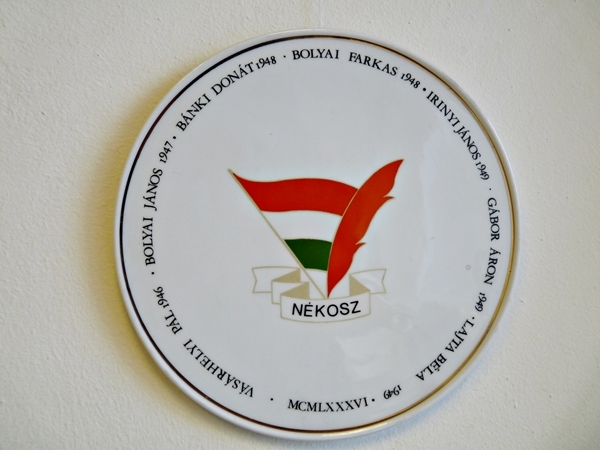 VÁSÁRHELYI PÁL 1946 · BOLYAI JÁNOS 1947 · BÁNKI DONÁT 1948 · BOLYAI FARKAS 1948 · IRINYI JÁNOS 1949 · GÁBOR ÁRON 1949 · LAJTA BÉLA 1949
· MCMLXXXVI ·
NÉKOSZ